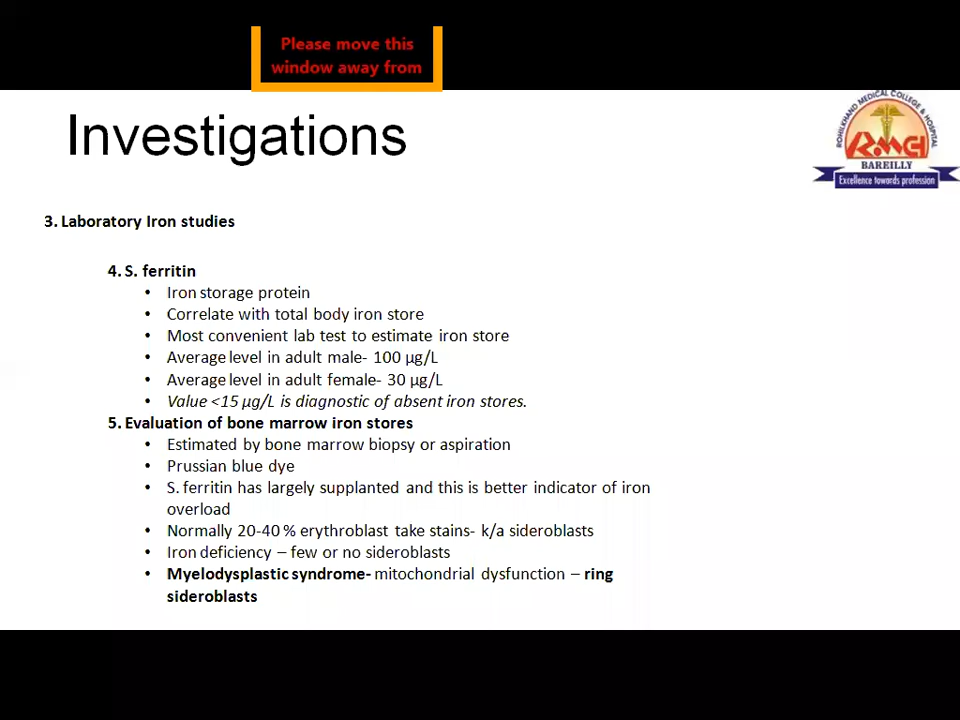 Please move this
window away from
Investigations
ROHILKHAND MEDICAL COLLEGE & HOSPITAL
RMCH
BAREILLY
Excellence towards profession
3. Laboratory Iron studies
4. S. ferritin
• Iron storage protein
• Correlate with total body iron store
• Most convenient lab test to estimate iron store
• Average level in adult male- 100 µg/L
• Average level in adult female- 30 µg/L
• Value <15 µg/L is diagnostic of absent iron stores.
5. Evaluation of bone marrow iron stores
• Estimated by bone marrow biopsy or aspiration
• Prussian blue dye
• S. ferritin has largely supplanted and this is better indicator of iron
overload
• Normally 20-40 % erythroblast take stains- k/a sideroblasts
• Iron deficiency – few or no sideroblasts
• Myelodysplastic syndrome- mitochondrial dysfunction – ring
sideroblasts